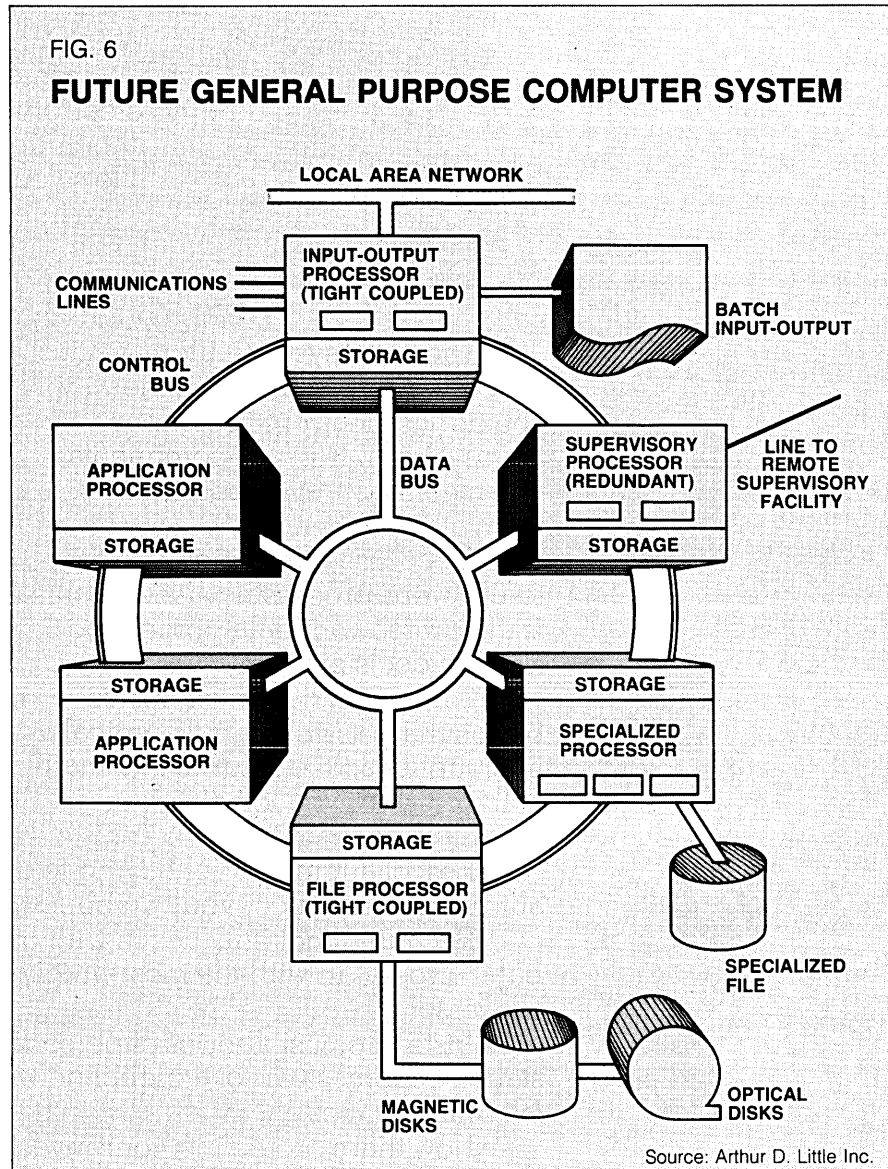 FIG. 6
FUTURE GENERAL PURPOSE COMPUTER SYSTEM
LOCAL AREA NETWORK
INPUT-OUTPUT
PROCESSOR
(TIGHT COUPLED)
STORAGE
COMMUNICATIONS
LINES
BATCH
INPUT-OUTPUT
CONTROL
BUS
APPLICATION
PROCESSOR
STORAGE
DATA
BUS
SUPERVISORY
PROCESSOR
(REDUNDANT)
STORAGE
LINE TO
REMOTE
SUPERVISORY
FACILITY
STORAGE
APPLICATION
PROCESSOR
STORAGE
SPECIALIZED
PROCESSOR
STORAGE
FILE PROCESSOR
(TIGHT COUPLED)
SPECIALIZED
FILE
MAGNETIC
DISKS
OPTICAL
DISKS
Source: Arthur D. Little Inc.